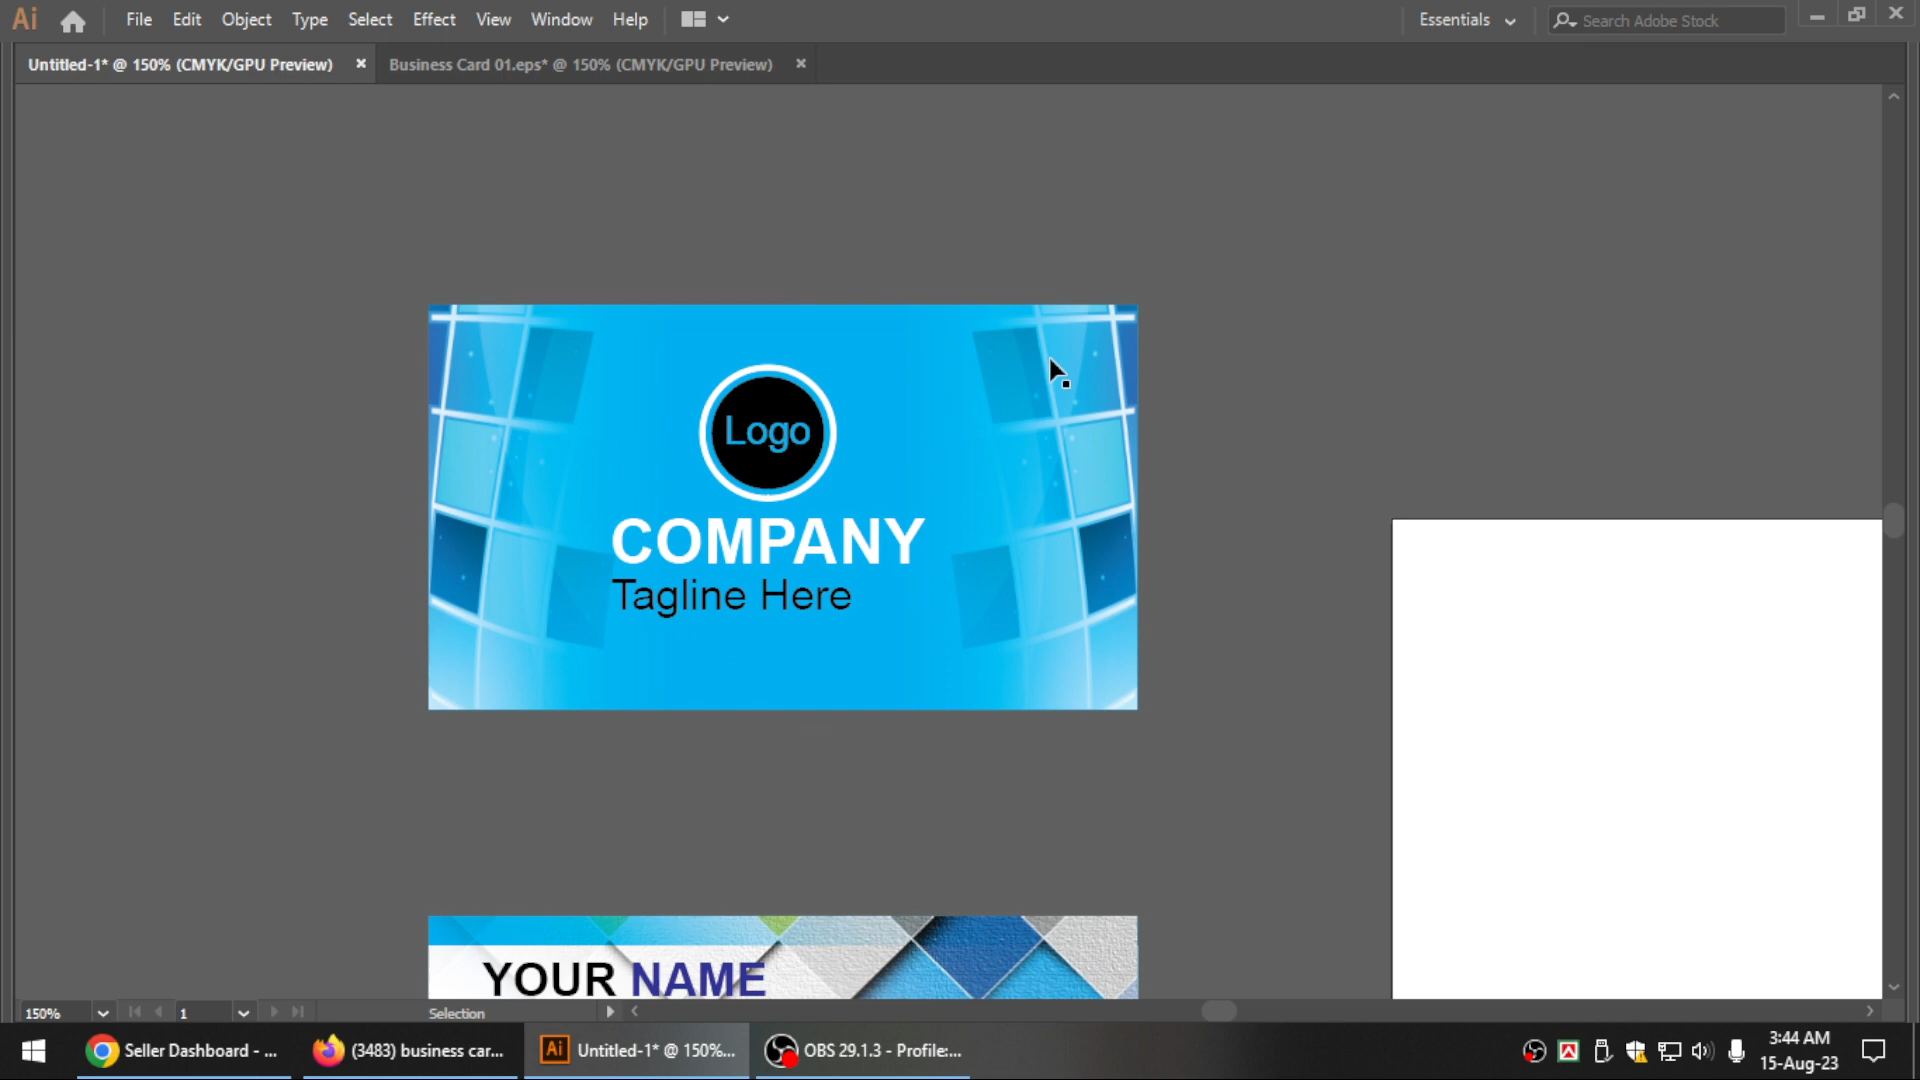 Ai File Edit Object Type Select Effect View Window Help Essentials Search Adobe Stock
Untitled-1* @ 150% (CMYK/GPU Preview) × Business Card 01.eps* @ 150% (CMYK/GPU Preview) ×
Logo
COMPANY
Tagline Here
YOUR NAME
150% 1 Selection
Seller Dashboard - ... (3483) business car... Ai Untitled-1* @ 150%... OBS 29.1.3 - Profile:...
3:44 AM
15-Aug-23